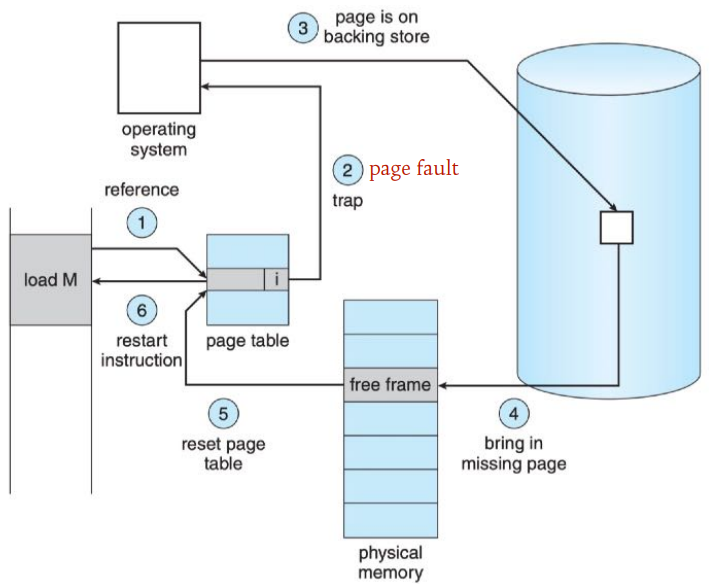 3
page is on
backing store
operating
system
2
page fault
trap
reference
1
load M
i
6
restart
instruction
page table
free frame
5
reset page
table
4
bring in
missing page
physical
memory